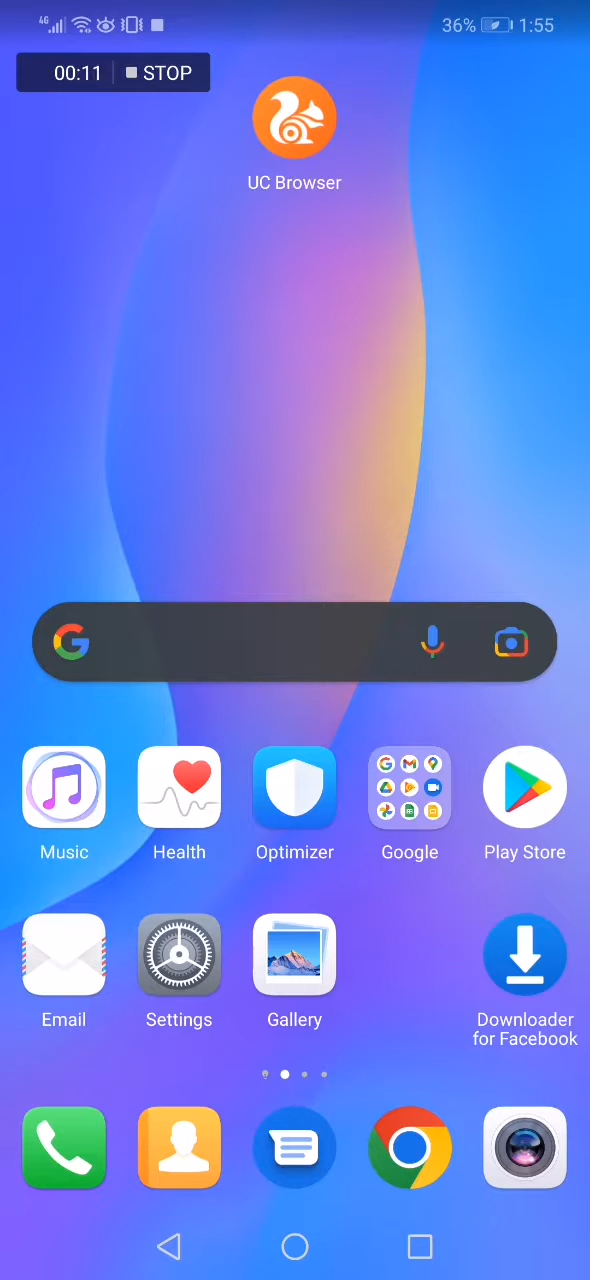 4G 36% 1:55
00:11 STOP
UC Browser
Music Health Optimizer Google Play Store
Email Settings Gallery Downloader
for Facebook